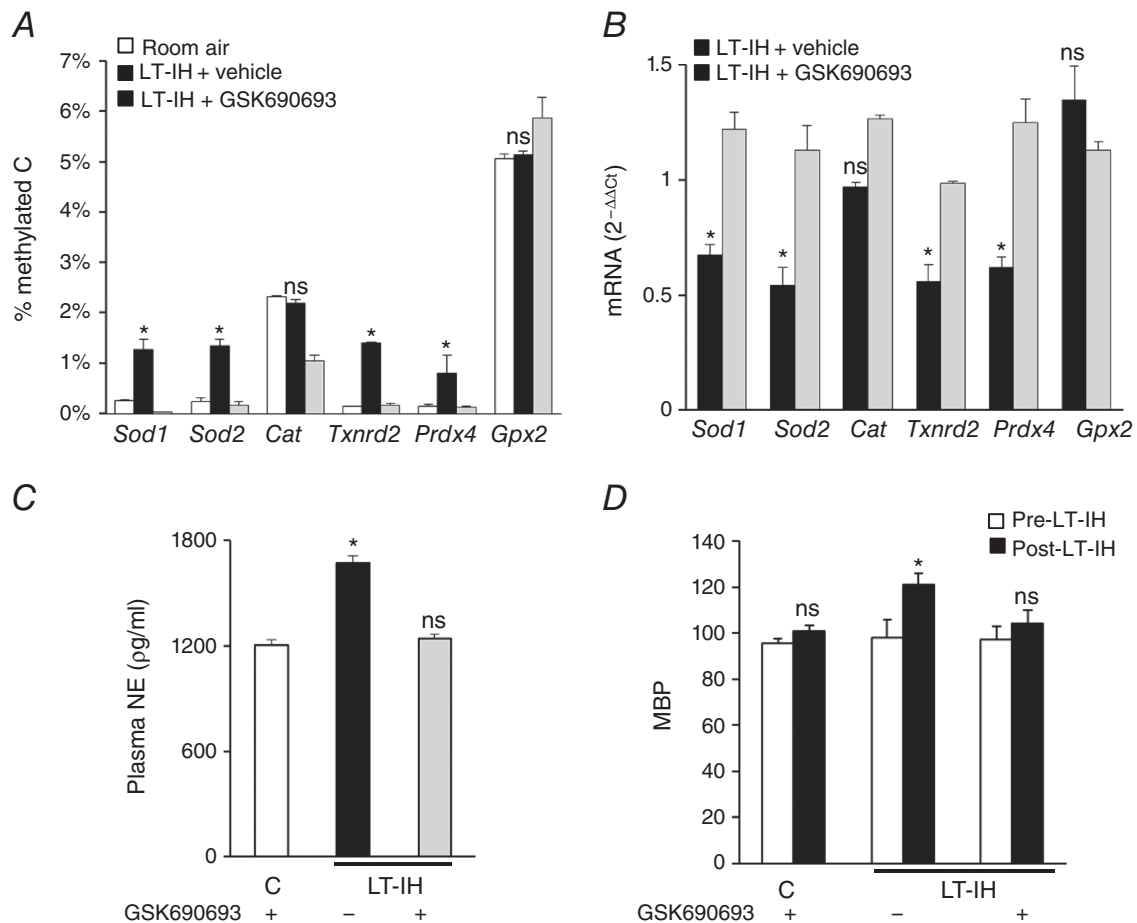 A
Room air
LT-IH + vehicle
LT-IH + GSK690693
7%
6%
5%
4%
3%
2%
1%
0%
% methylated C
* * ns * * ns
Sod1 Sod2 Cat Txnrd2 Prdx4 Gpx2
B
LT-IH + vehicle
LT-IH + GSK690693
1.5
1
0.5
0
mRNA (2−ΔΔCt)
* * ns * * ns
Sod1 Sod2 Cat Txnrd2 Prdx4 Gpx2
C
1800
1200
600
0
Plasma NE (ρg/ml)
* ns
C LT-IH
GSK690693 + − +
D
Pre-LT-IH
Post-LT-IH
140
120
100
80
60
40
20
0
MBP
ns * ns
C LT-IH
GSK690693 + − +